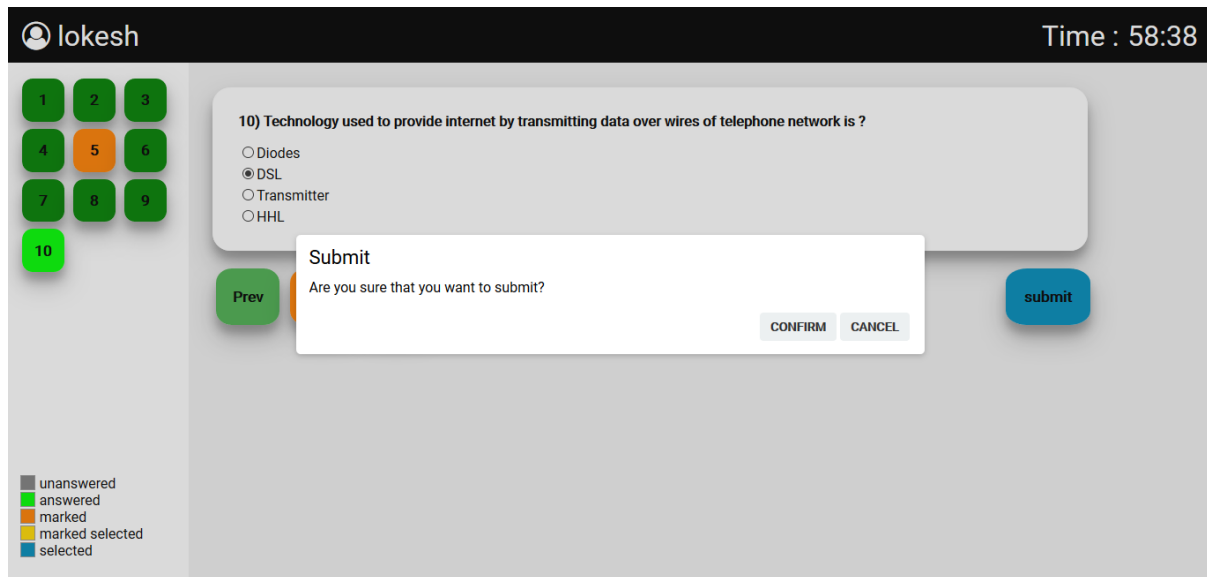 lokesh
Time : 58:38
1 2 3
4 5 6
7 8 9
10
10) Technology used to provide internet by transmitting data over wires of telephone network is ?
Diodes
DSL
Transmitter
HHL
Submit
Are you sure that you want to submit?
CONFIRM CANCEL
Prev
submit
unanswered
answered
marked
marked selected
selected